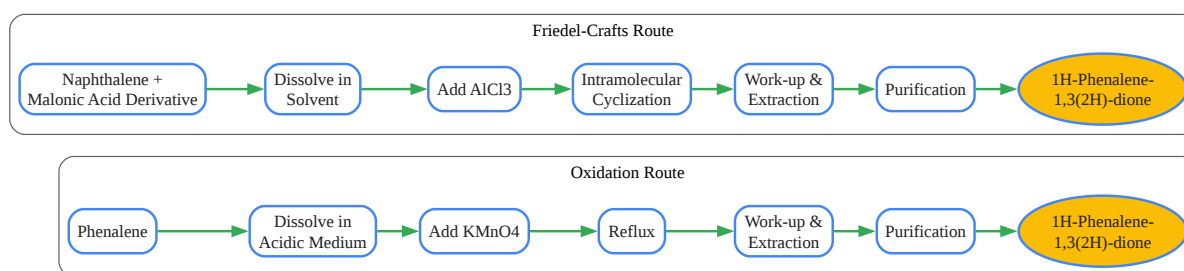 Friedel-Crafts Route
Naphthalene +
Malonic Acid Derivative
Dissolve in
Solvent
Add AlCl3
Intramolecular
Cyclization
Work-up &
Extraction
Purification
1H-Phenalene-
1,3(2H)-dione
Oxidation Route
Phenalene
Dissolve in
Acidic Medium
Add KMnO4
Reflux
Work-up &
Extraction
Purification
1H-Phenalene-
1,3(2H)-dione